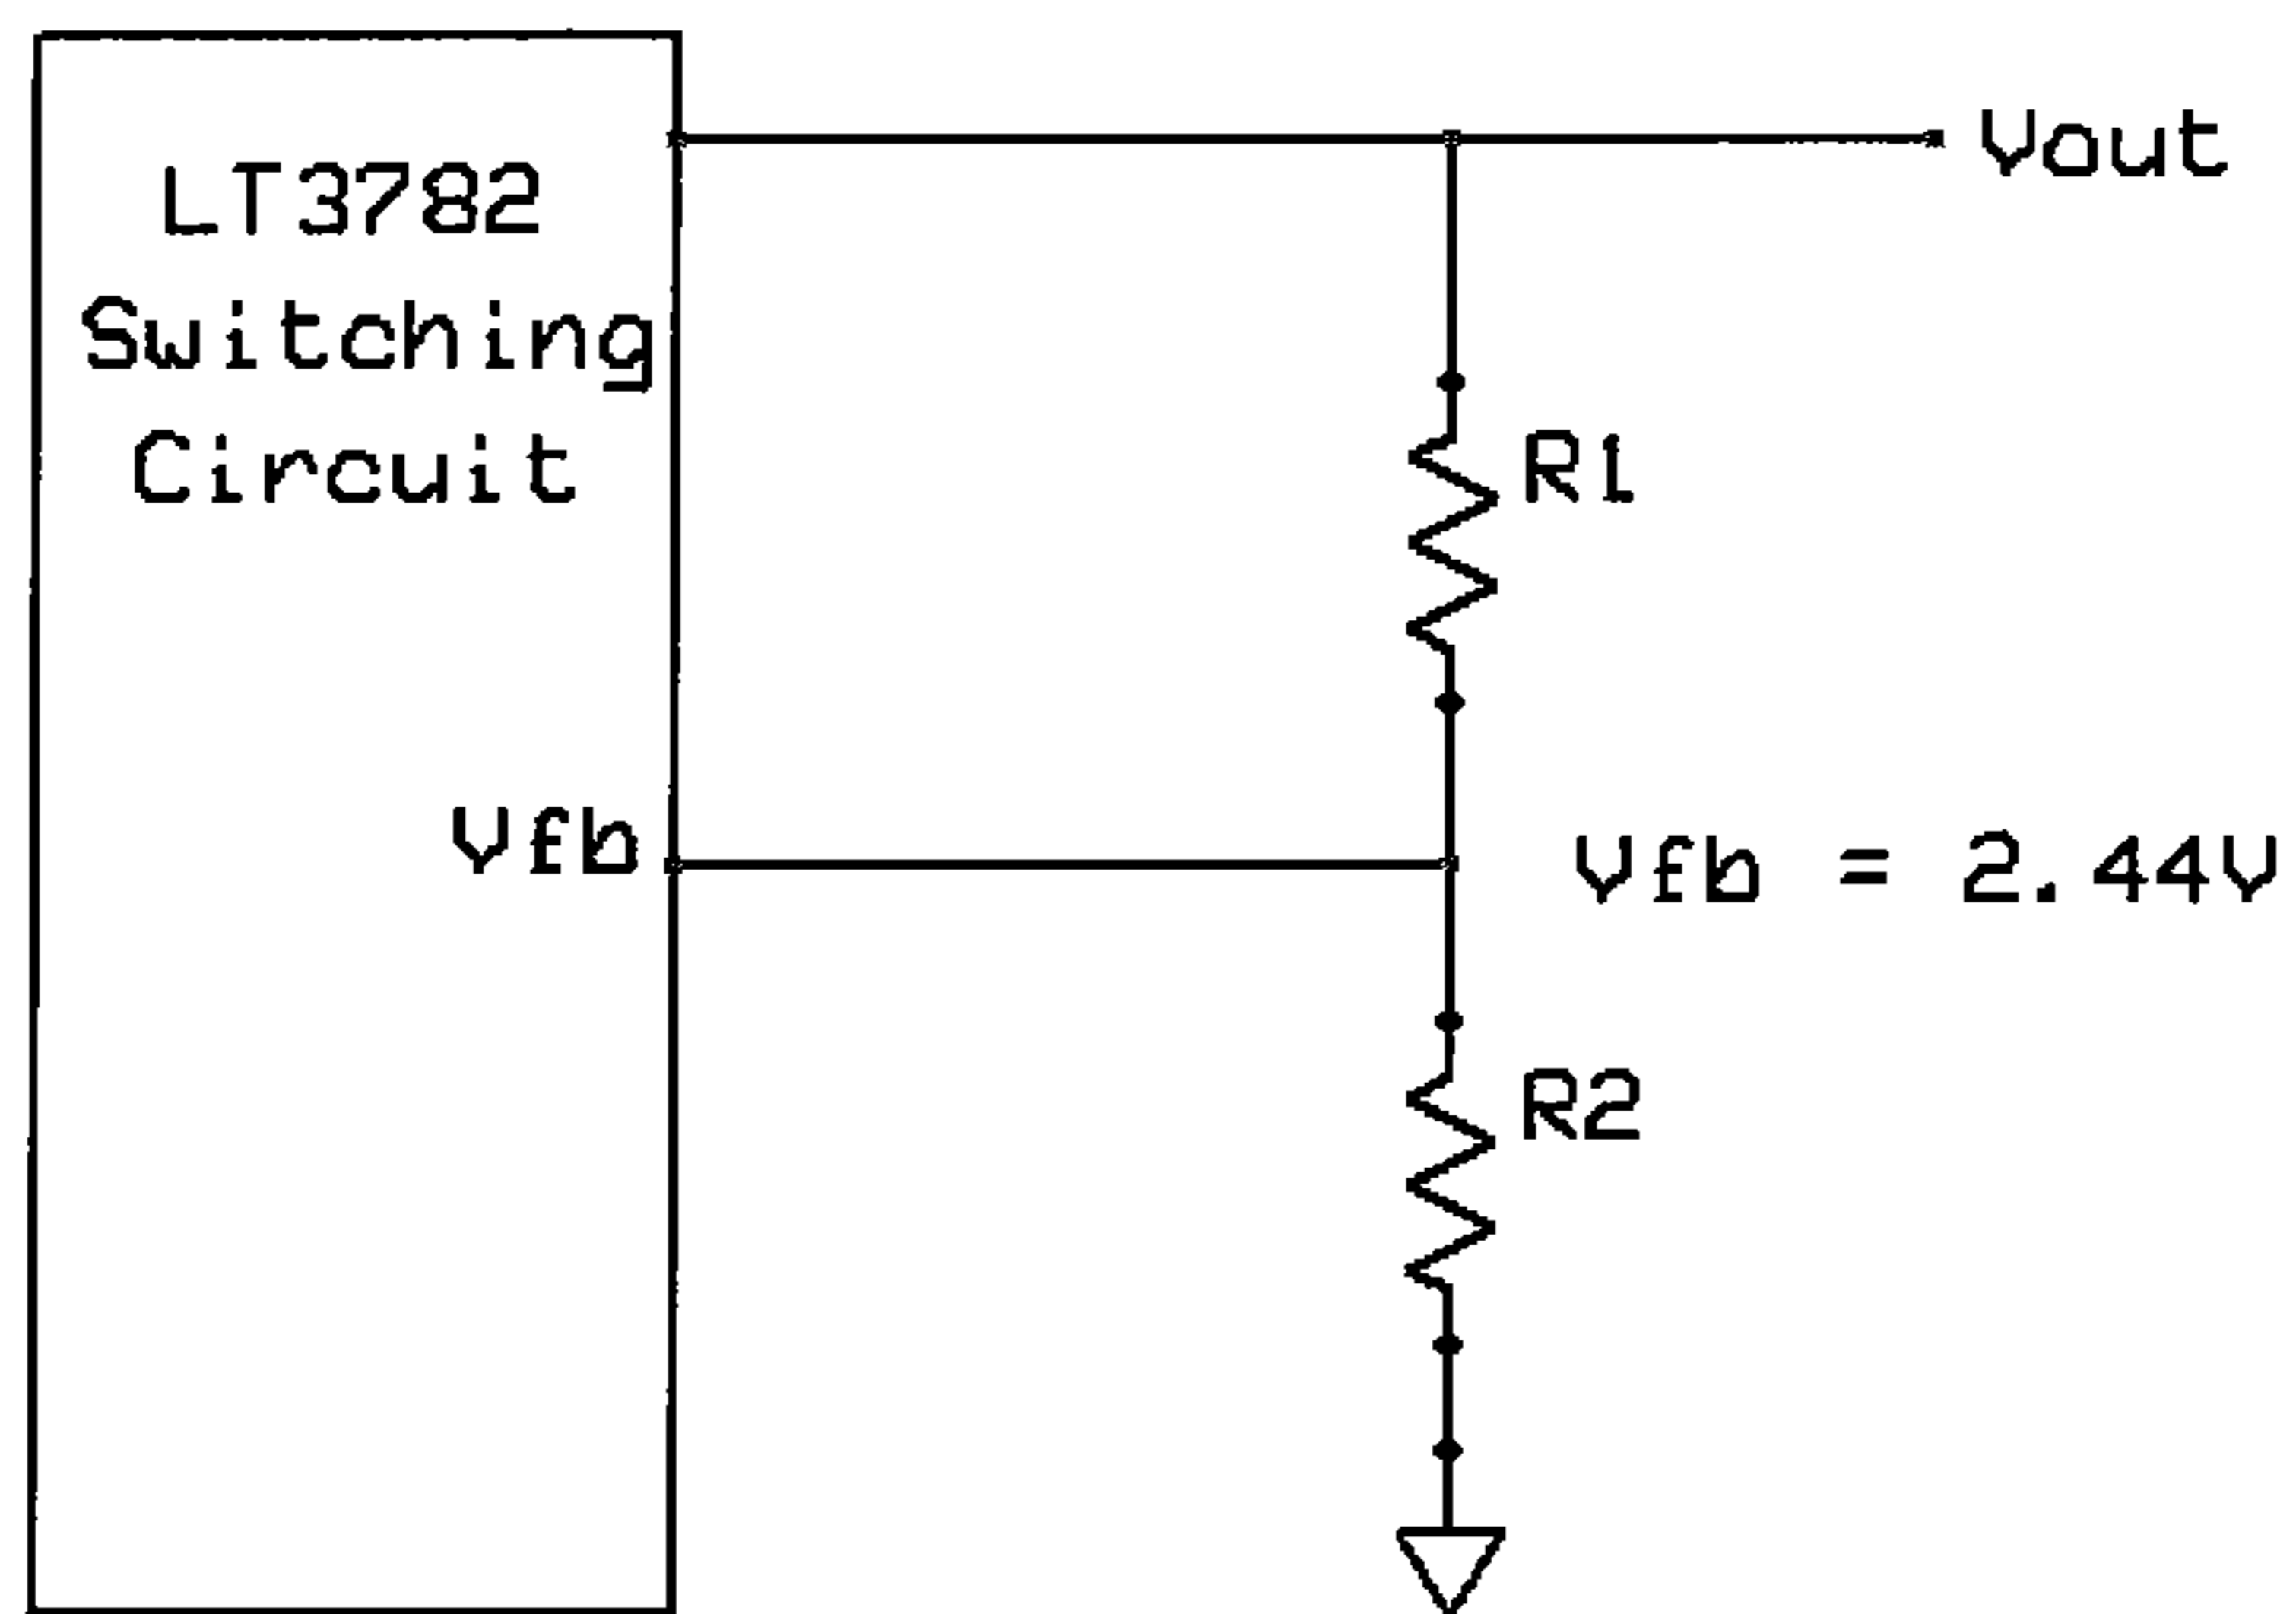 LT3782
Switching
Circuit
Vout
R1
Vfb
Vfb = 2.44V
R2